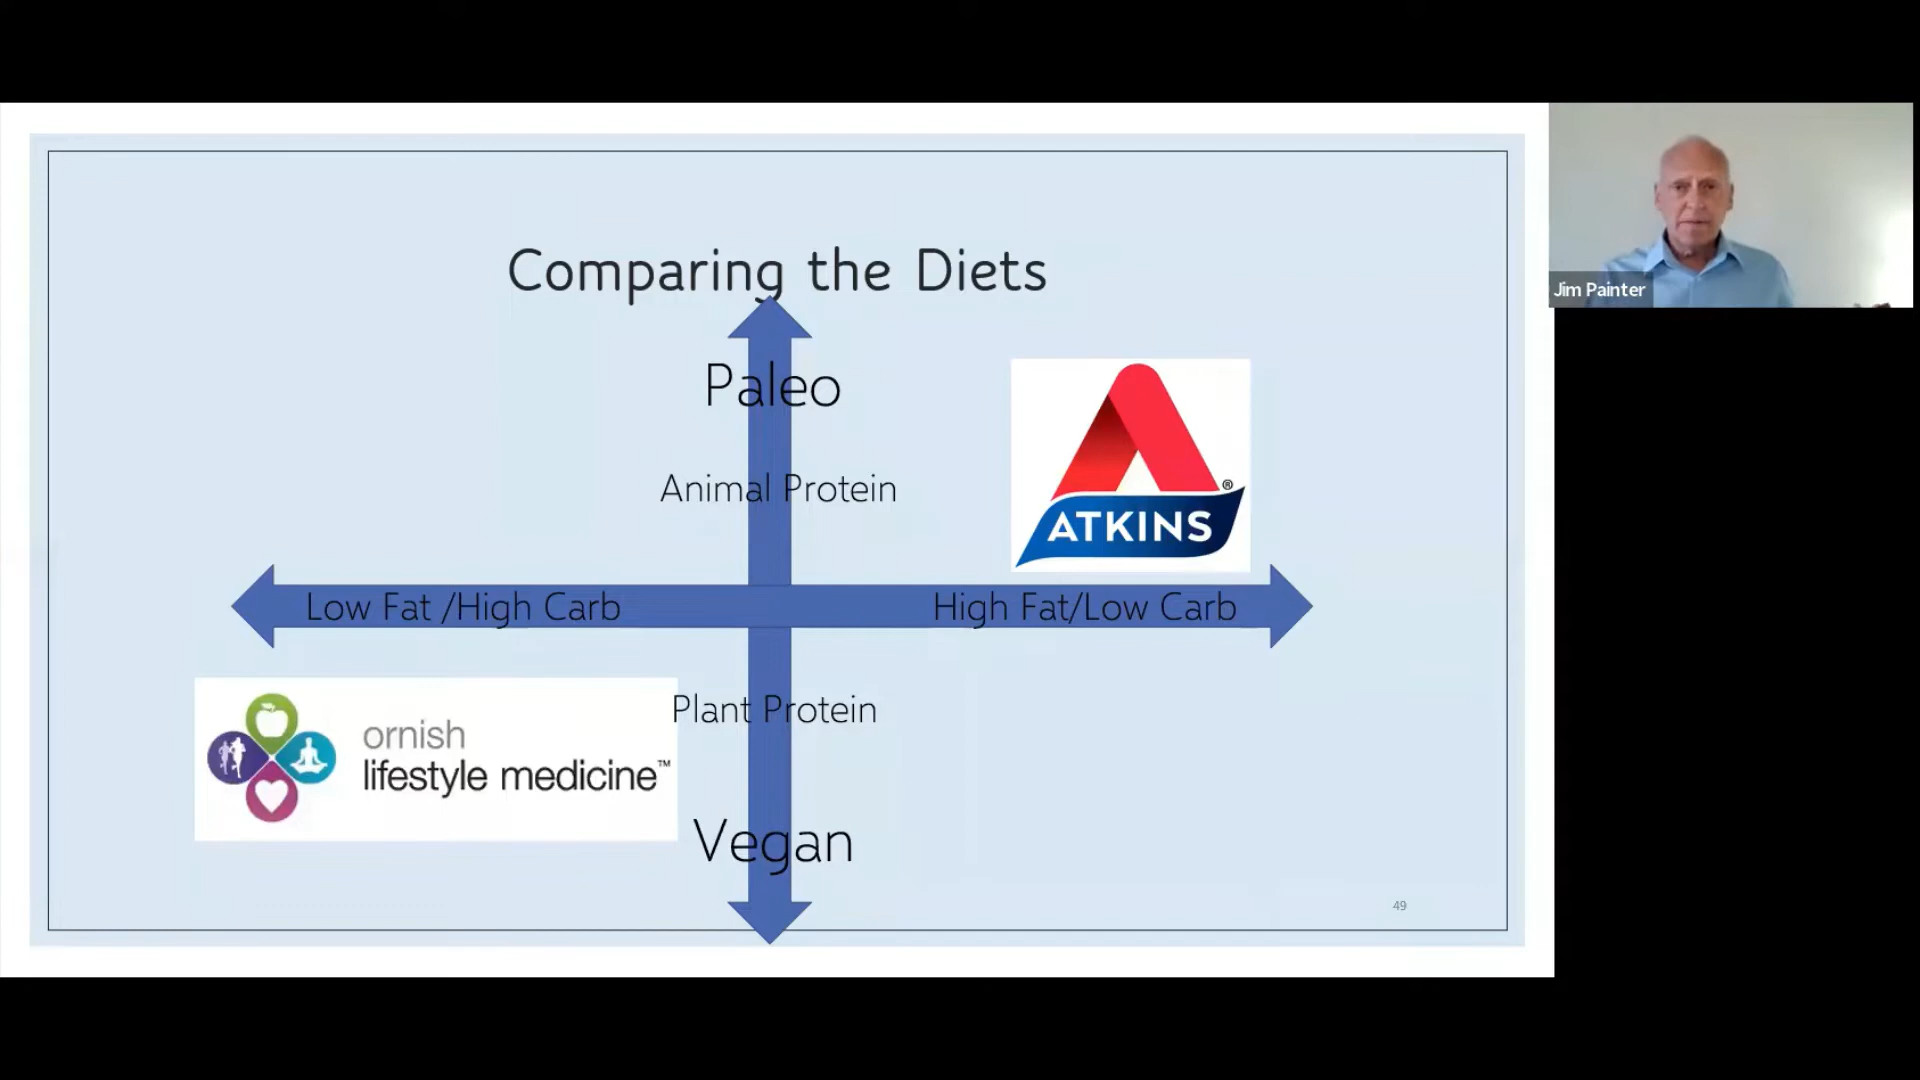 Comparing the Diets
Paleo
Animal Protein
ATKINS®
Low Fat /High Carb
High Fat/Low Carb
Plant Protein
ornish
lifestyle medicine™
Vegan
49
Jim Painter